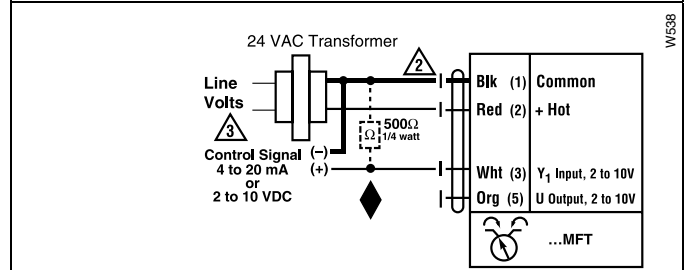 W538
24 VAC Transformer
2
Blk (1) Common
Line
Volts
Red (2) + Hot
3
Ω 500Ω
1/4 watt
Control Signal (–)
4 to 20 mA (+)
or
2 to 10 VDC
Wht (3) Y₁ Input, 2 to 10V
Org (5) U Output, 2 to 10V
...MFT